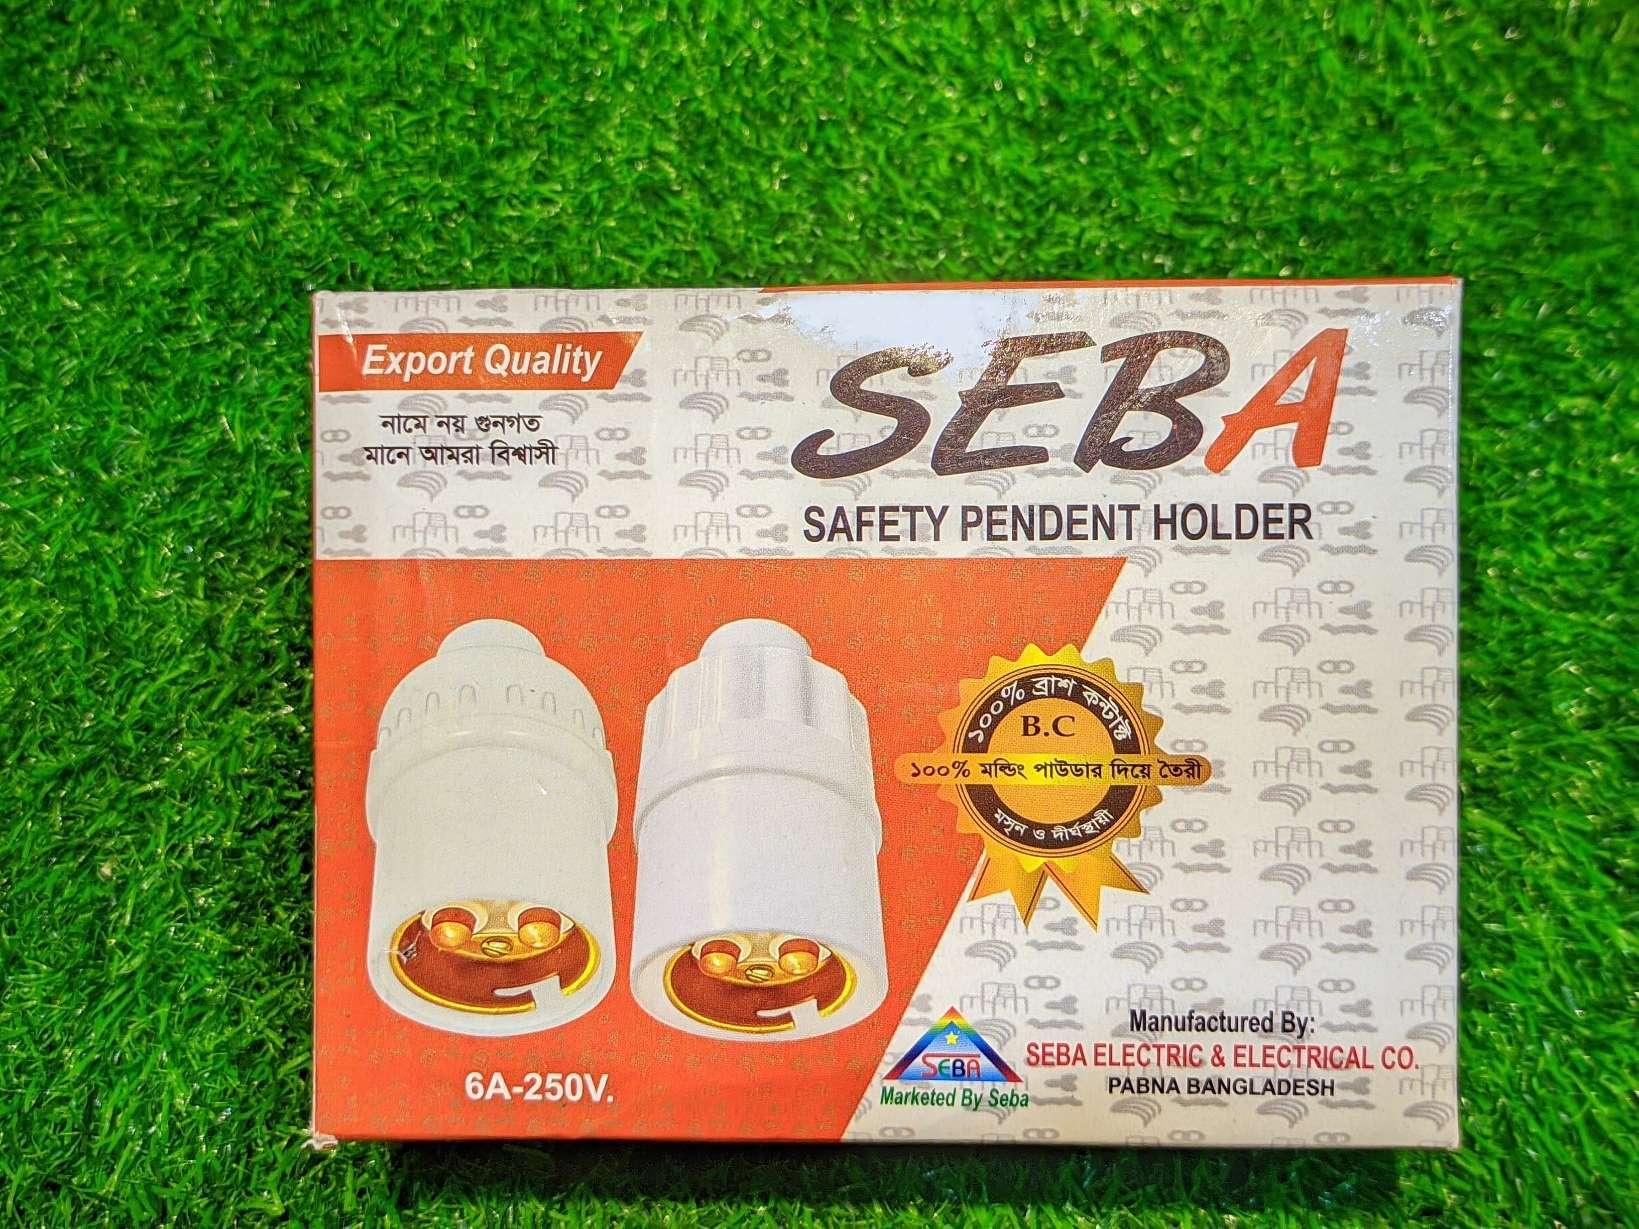 Export Quality
নামে নয় গুনগত
মানে আমরা বিশ্বাসী
SEBA
SAFETY PENDENT HOLDER
১০০% ব্রাশ কন্টাক্ট
B.C
১০০% মল্ডিং পাউডার দিয়ে তৈরী
মসৃন ও দীর্ঘস্থায়ী
6A-250V.
SEBA
Marketed By Seba
Manufactured By:
SEBA ELECTRIC & ELECTRICAL CO.
PABNA BANGLADESH